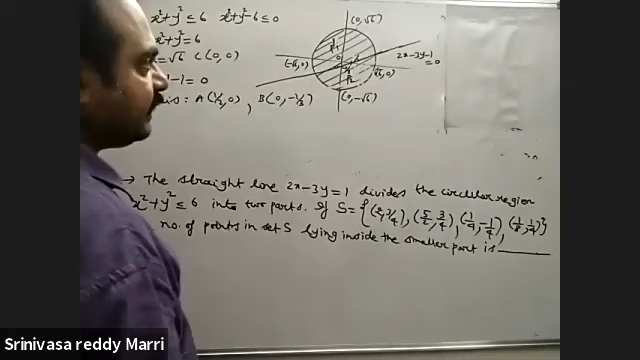 x²+y² ≤ 6 x²+y²-6 ≤ 0
x²+y² = 6
= √6 C(0,0)
-1 = 0
is: A(1/2,0), B(0,-1/3)
(0,√6)
(-√6,0)
(√6,0)
(0,-√6)
2x-3y-1
=0
→ The straight line 2x-3y=1 divides the circular region
x²+y² ≤ 6 into two parts. If S = {(2,3/4), (5/2,3/4), (1/4,-1/4), (1/8,1/4)}
no. of points in set S lying inside the smaller part is
Srinivasa reddy Marri